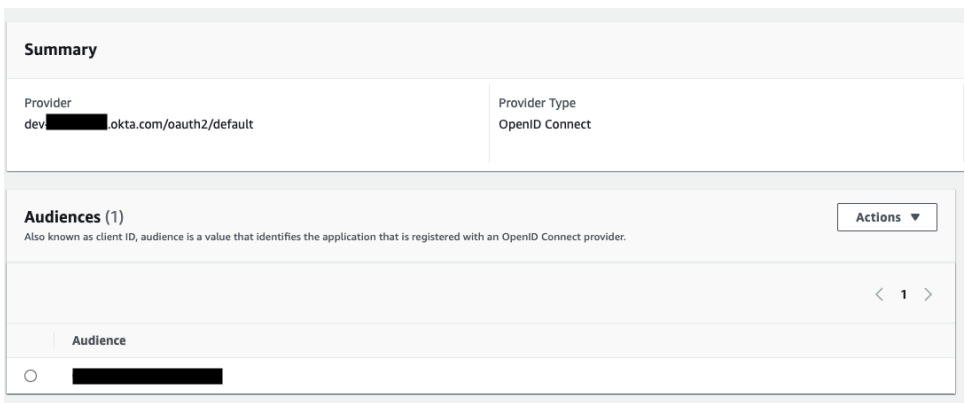 Summary
Provider
Provider Type
dev- .okta.com/oauth2/default
OpenID Connect
Audiences (1)
Actions ▼
Also known as client ID, audience is a value that identifies the application that is registered with an OpenID Connect provider.
< 1 >
Audience